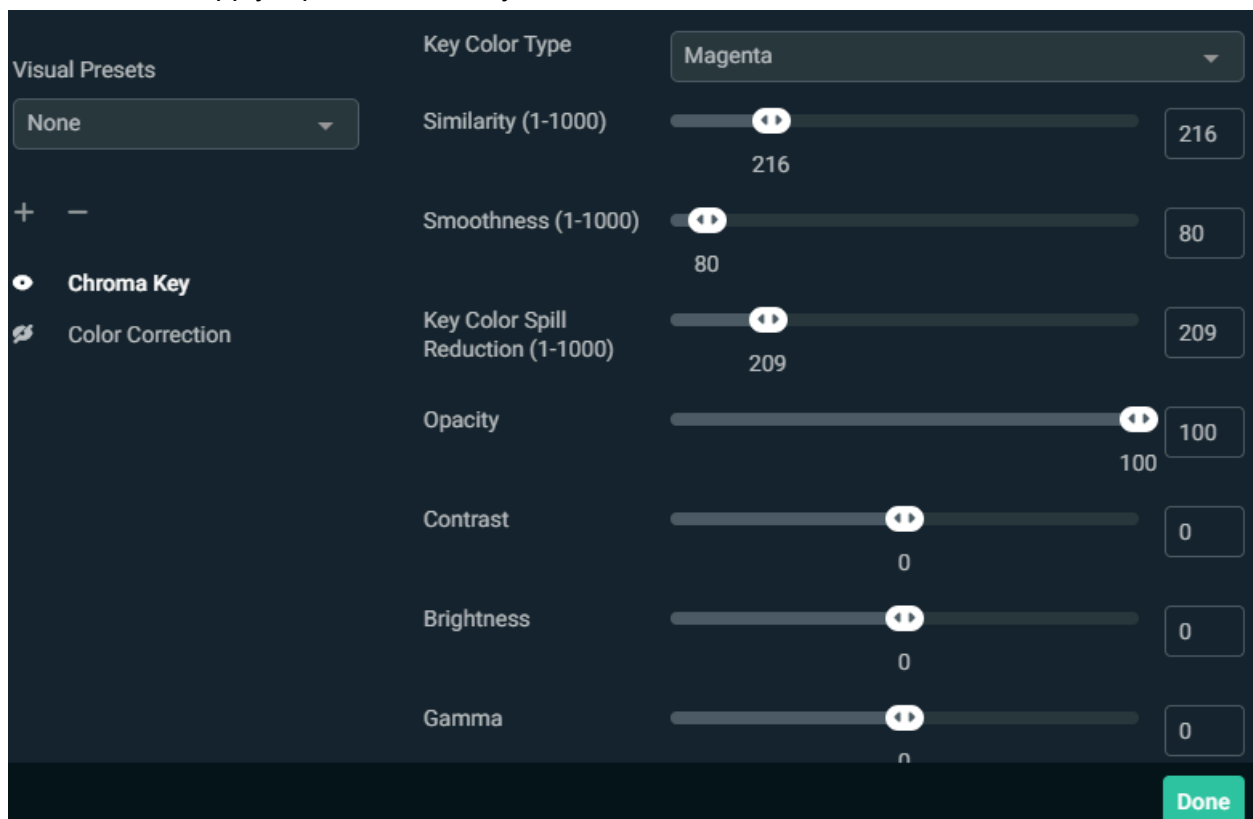 Visual Presets
None
+ −
Chroma Key
Color Correction
Key Color Type
Magenta
Similarity (1-1000)
216
216
Smoothness (1-1000)
80
80
Key Color Spill
Reduction (1-1000)
209
209
Opacity
100
100
Contrast
0
0
Brightness
0
0
Gamma
0
0
Done